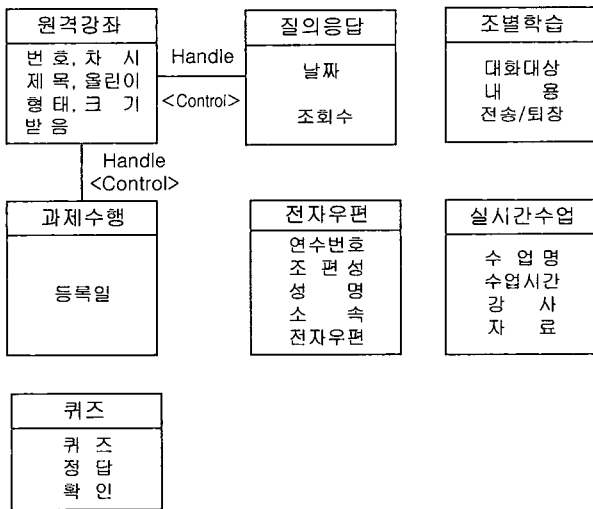 원격강좌
번 호, 차 시
제 목, 올린이
형 태, 크 기
받 음
Handle
<Control>
질의응답
날짜
조회수
조별학습
대화대상
내 용
전송/퇴장
Handle
<Control>
과제수행
등록일
전자우편
연수번호
조 편 성
성 명
소 속
전자우편
실시간수업
수 업 명
수업시간
강 사
자 료
퀴즈
퀴 즈
정 답
확 인